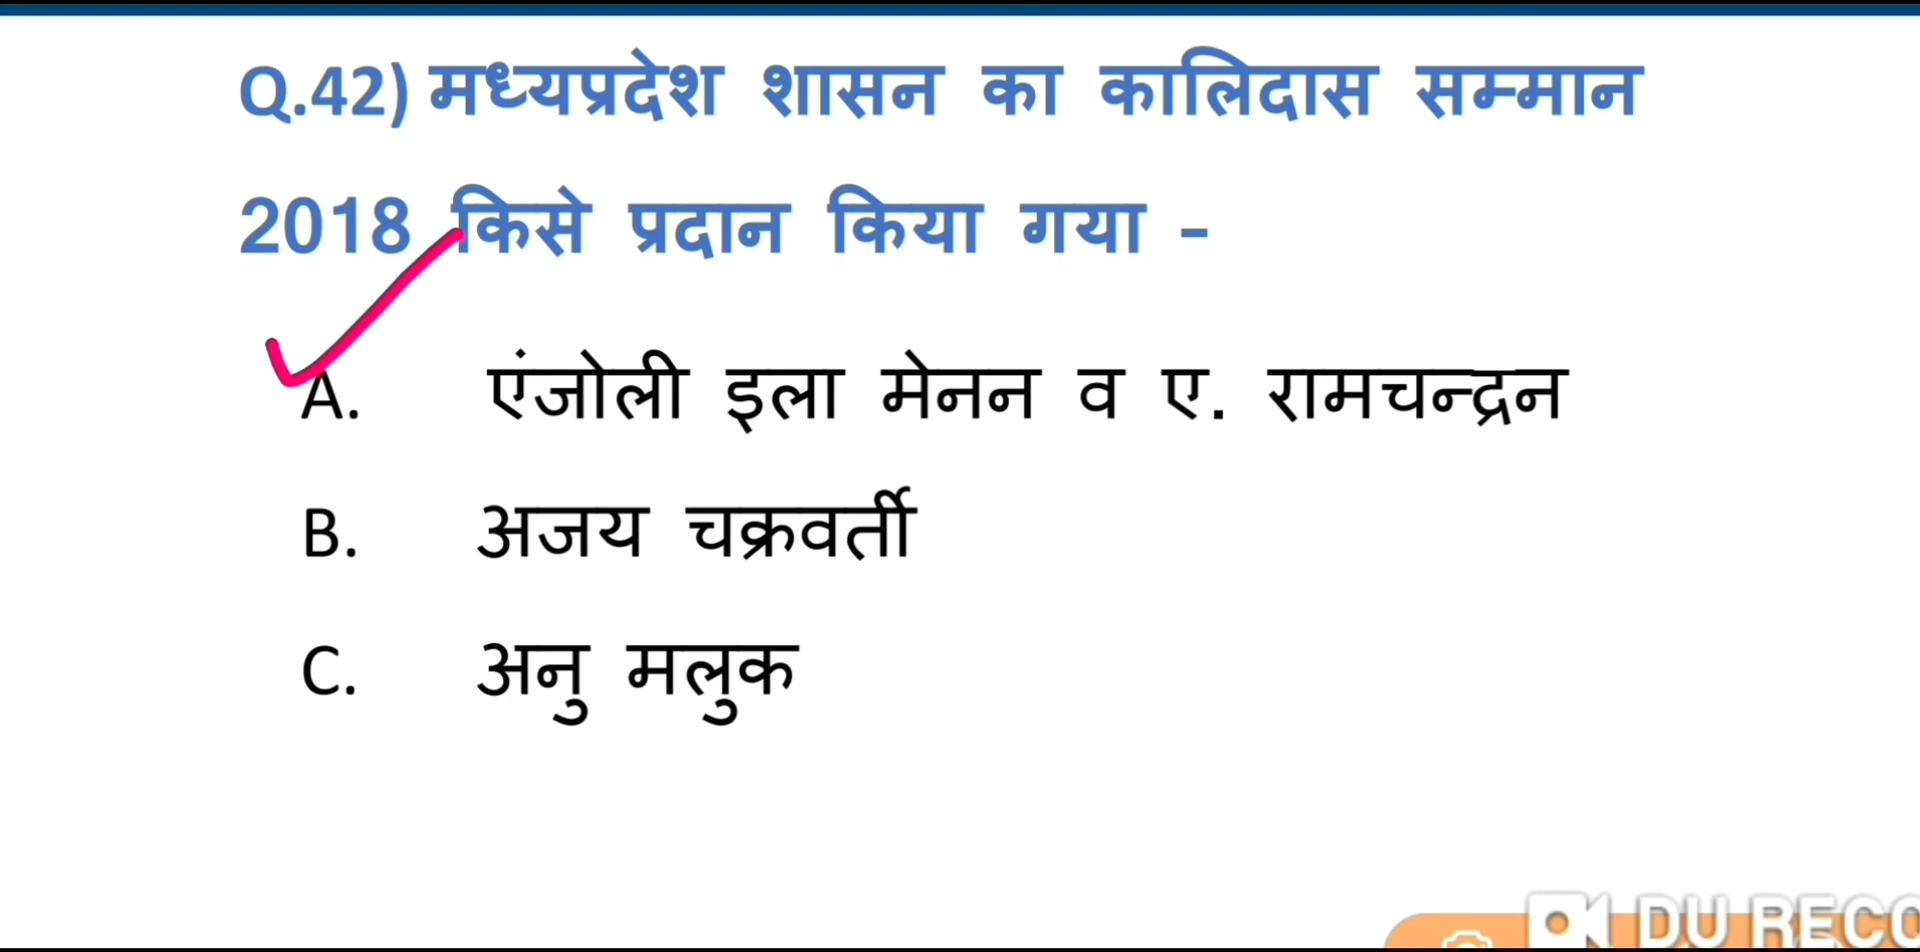 Q.42) मध्यप्रदेश शासन का कालिदास सम्मान
2018 किसे प्रदान किया गया -
A. एंजोली इला मेनन व ए. रामचन्द्रन
B. अजय चक्रवर्ती
C. अनु मलुक
DU RECO